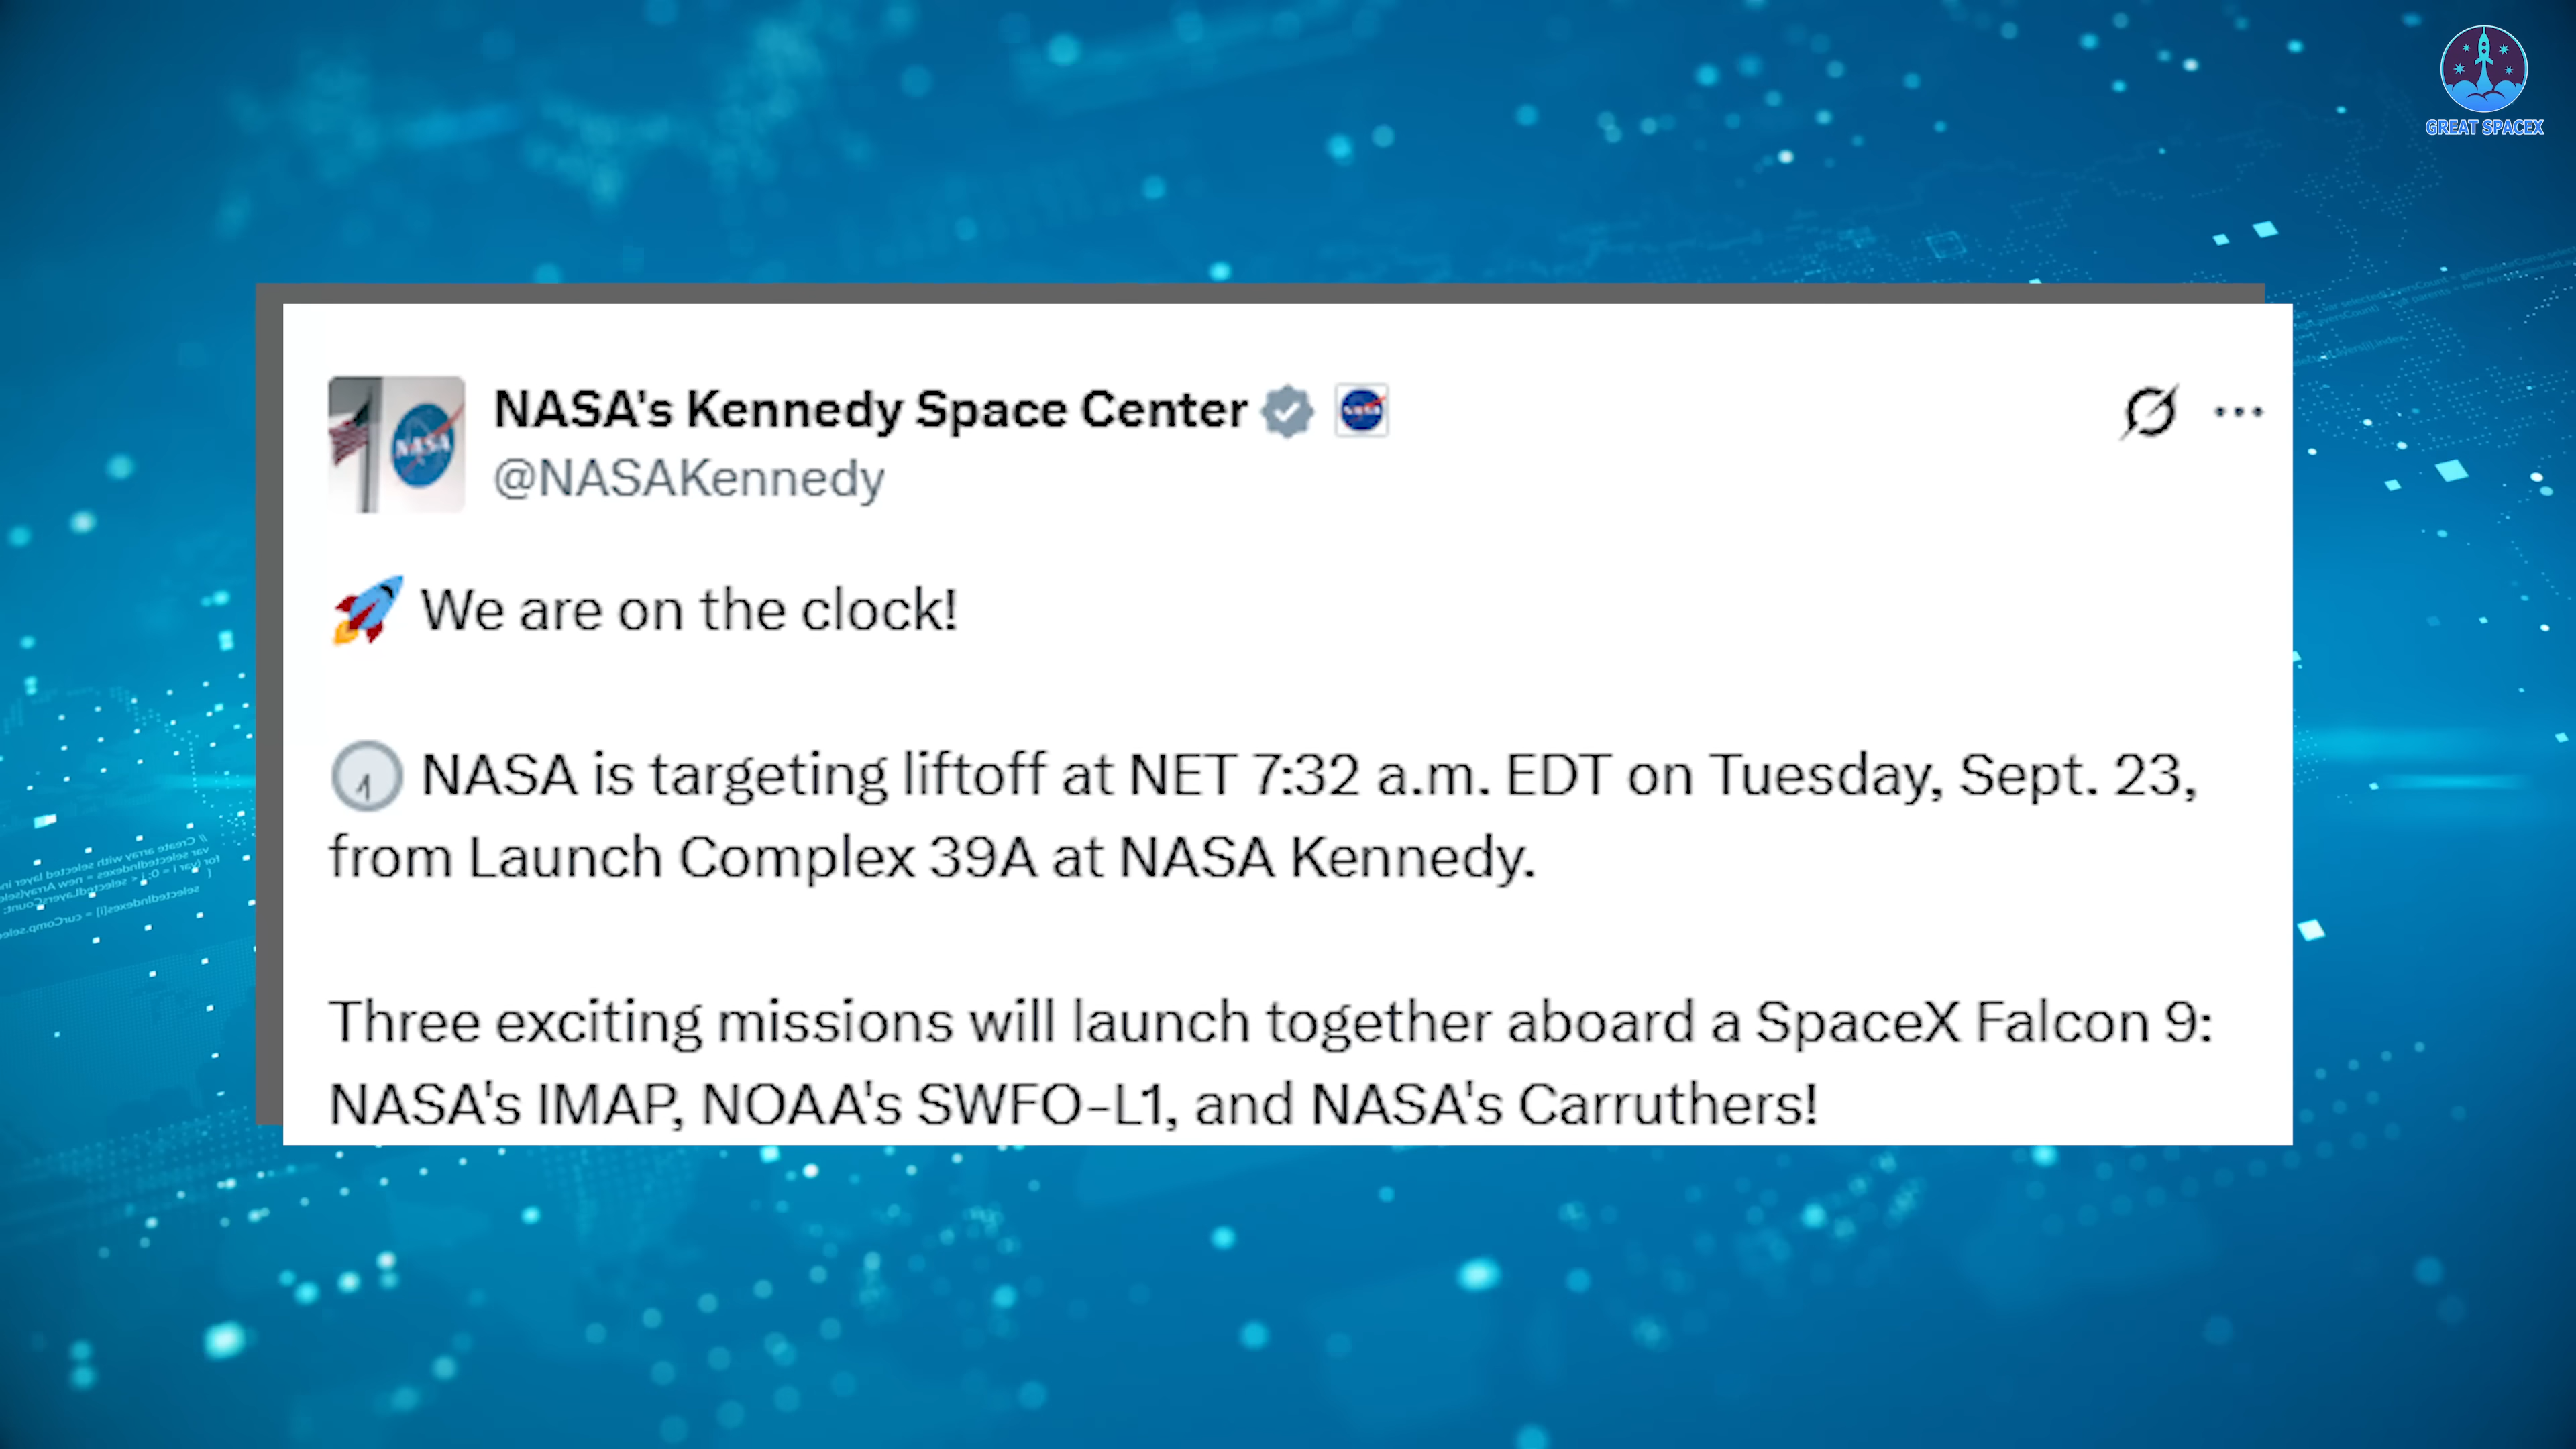 GREAT SPACEX
NASA's Kennedy Space Center
@NASAKennedy
🚀 We are on the clock!
🕢 NASA is targeting liftoff at NET 7:32 a.m. EDT on Tuesday, Sept. 23,
from Launch Complex 39A at NASA Kennedy.
Three exciting missions will launch together aboard a SpaceX Falcon 9:
NASA's IMAP, NOAA's SWFO-L1, and NASA's Carruthers!